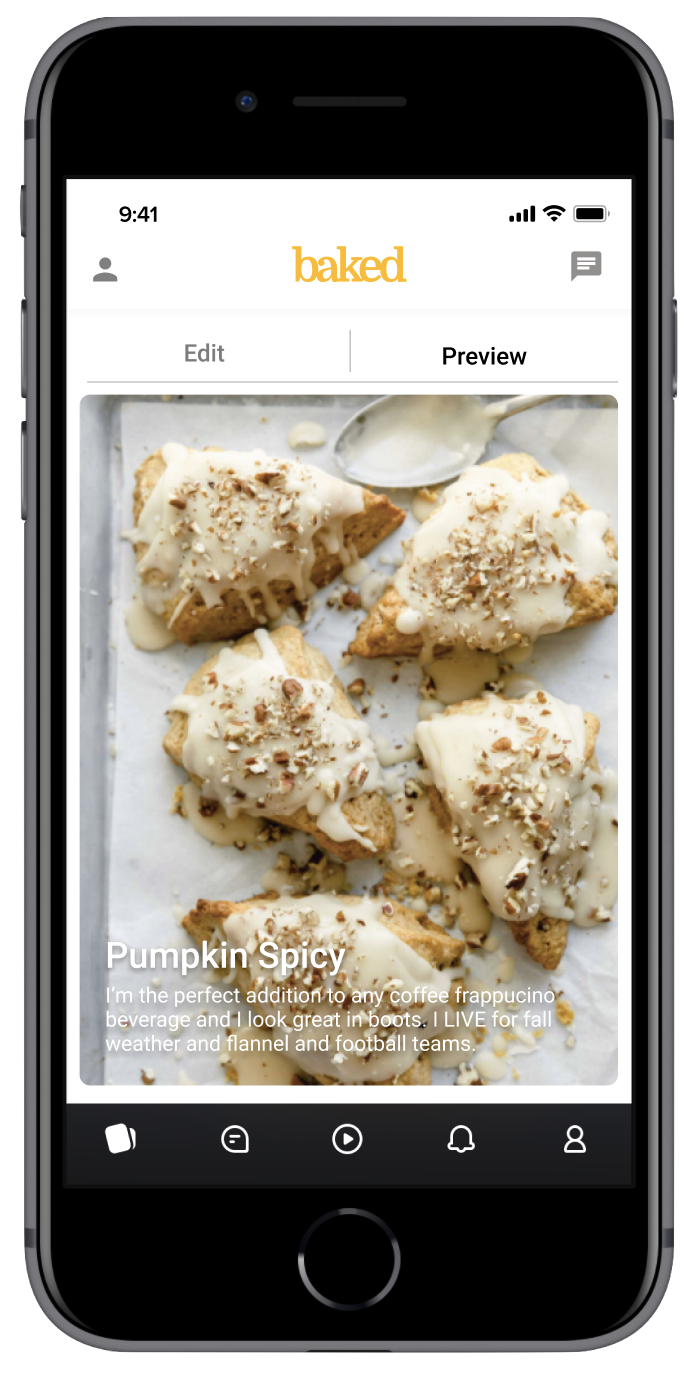 9:41
baked
Edit
Preview
Pumpkin Spicy
I'm the perfect addition to any coffee frappucino
beverage and I look great in boots. I LIVE for fall
weather and flannel and football teams.